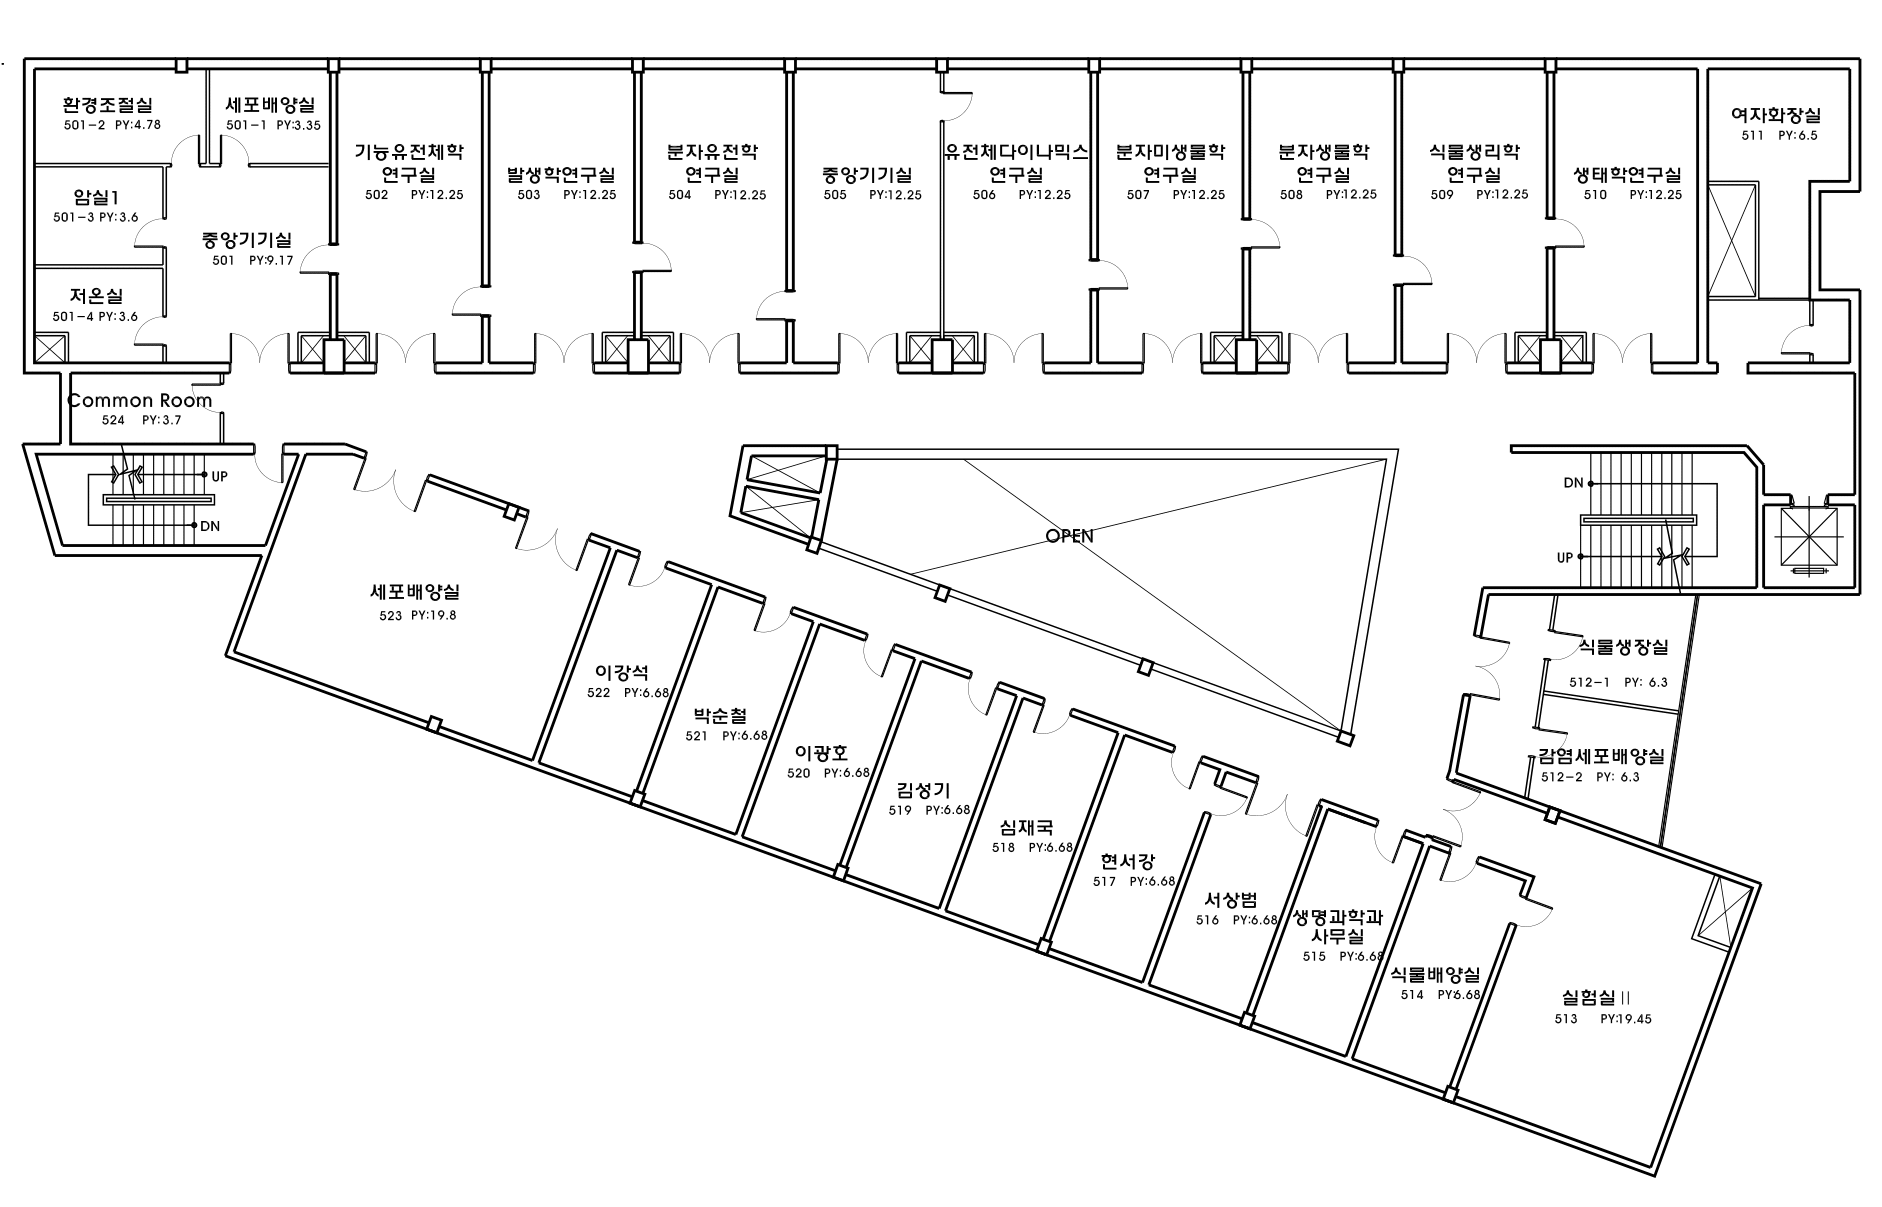 환경조절실
501-2 PY:4.78
세포배양실
501-1 PY:3.35
암실1
501-3 PY:3.6
중앙기기실
501 PY:9.17
저온실
501-4 PY:3.6
기능유전체학
연구실
502 PY:12.25
발생학연구실
503 PY:12.25
분자유전학
연구실
504 PY:12.25
중앙기기실
505 PY:12.25
유전체다이나믹스
연구실
506 PY:12.25
분자미생물학
연구실
507 PY:12.25
분자생물학
연구실
508 PY:12.25
식물생리학
연구실
509 PY:12.25
생태학연구실
510 PY:12.25
여자화장실
511 PY:6.5
Common Room
524 PY:3.7
UP
DN
OPEN
DN
UP
세포배양실
523 PY:19.8
이강석
522 PY:6.68
박순철
521 PY:6.68
이광호
520 PY:6.68
김성기
519 PY:6.68
심재국
518 PY:6.68
현서강
517 PY:6.68
서상범
516 PY:6.68
생명과학과
사무실
515 PY:6.68
식물배양실
514 PY:6.68
실험실 II
513 PY:19.45
식물생장실
512-1 PY: 6.3
감염세포배양실
512-2 PY: 6.3